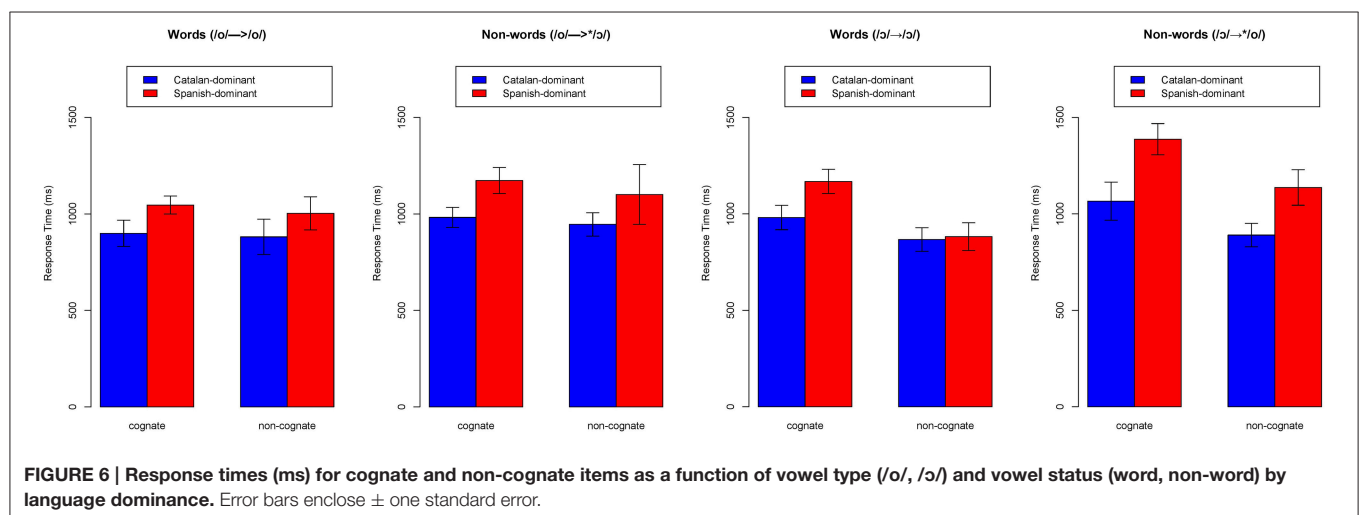 Words (/o/—>/o/)
Catalan-dominant
Spanish-dominant
Response Time (ms)
0
500
1000
1500
cognate
non-cognate
Non-words (/o/—>*/ɔ/)
Catalan-dominant
Spanish-dominant
Response Time (ms)
0
500
1000
1500
cognate
non-cognate
Words (/ɔ/→/ɔ/)
Catalan-dominant
Spanish-dominant
Response Time (ms)
0
500
1000
1500
cognate
non-cognate
Non-words (/ɔ/→*/o/)
Catalan-dominant
Spanish-dominant
Response Time (ms)
0
500
1000
1500
cognate
non-cognate
FIGURE 6 | Response times (ms) for cognate and non-cognate items as a function of vowel type (/o/, /ɔ/) and vowel status (word, non-word) by
language dominance. Error bars enclose ± one standard error.